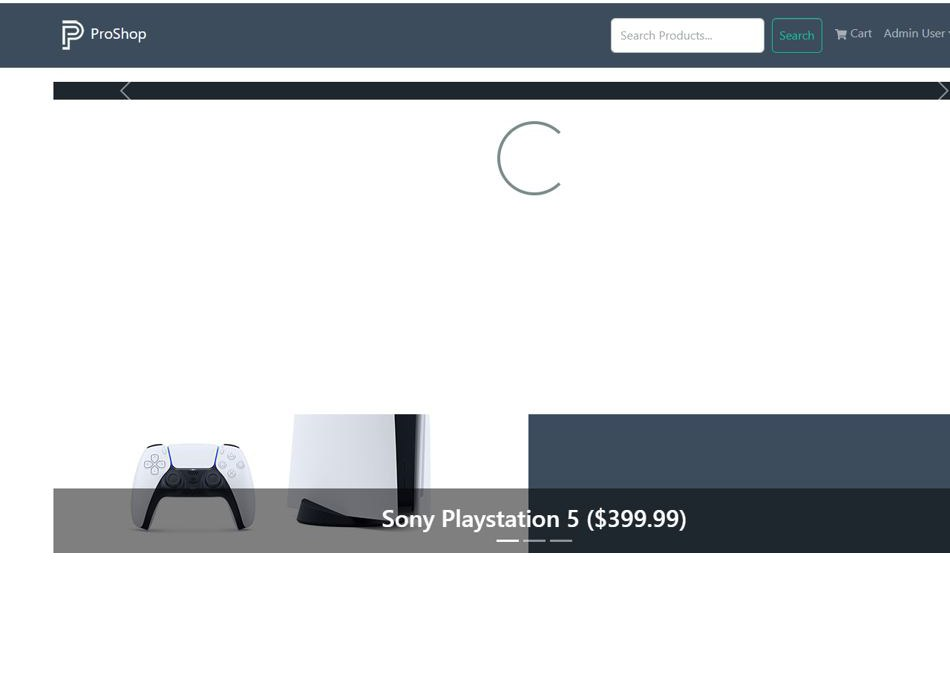 ProShop
Search Products...
Search
Cart
Admin User
Sony Playstation 5 ($399.99)